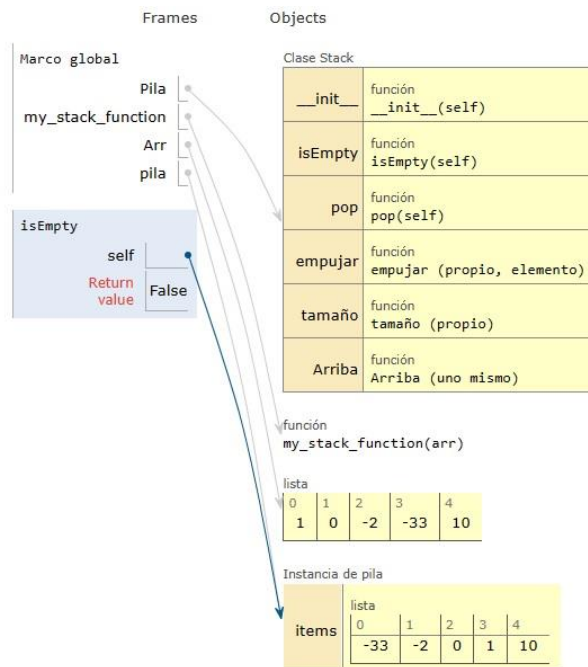 Frames Objects
Marco global
Pila
my_stack_function
Arr
pila
isEmpty
self
Return
value
False
Clase Stack
__init__
función
__init__(self)
isEmpty
función
isEmpty(self)
pop
función
pop(self)
empujar
función
empujar (propio, elemento)
tamaño
función
tamaño (propio)
Arriba
función
Arriba (uno mismo)
función
my_stack_function(arr)
lista
0 1 2 3 4
1 0 -2 -33 10
Instancia de pila
items
lista
0 1 2 3 4
-33 -2 0 1 10